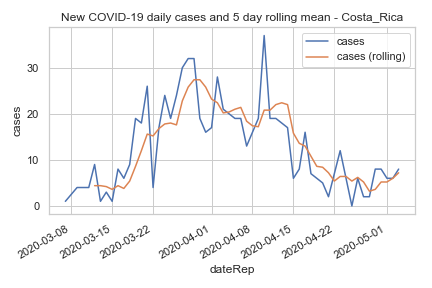 New COVID-19 daily cases and 5 day rolling mean - Costa_Rica
cases
cases (rolling)
cases
30
20
10
0
2020-03-08
2020-03-15
2020-03-22
2020-04-01
2020-04-08
2020-04-15
2020-04-22
2020-05-01
dateRep